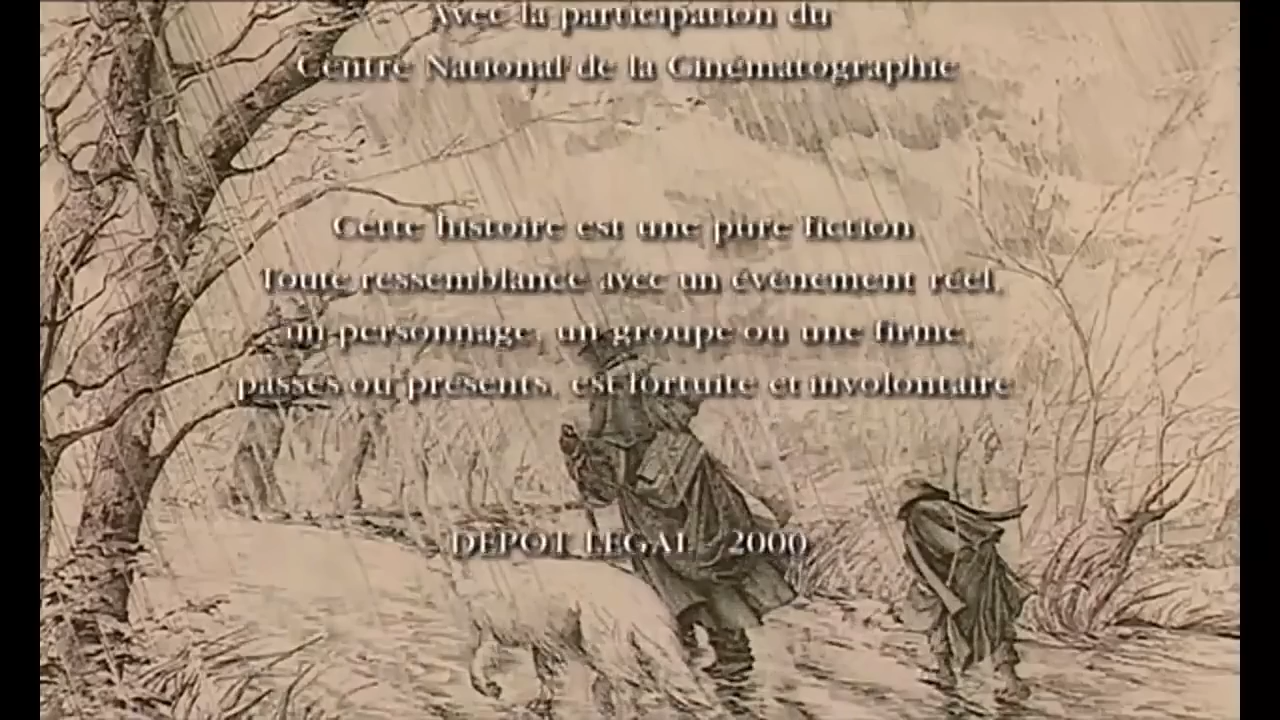 Avec la participation du
Centre National de la Cinématographie
Cette histoire est une pure fiction
Toute ressemblance avec un événement réel,
un personnage, un groupe ou une firme,
passés ou présents, est fortuite et involontaire
DEPOT LEGAL - 2000